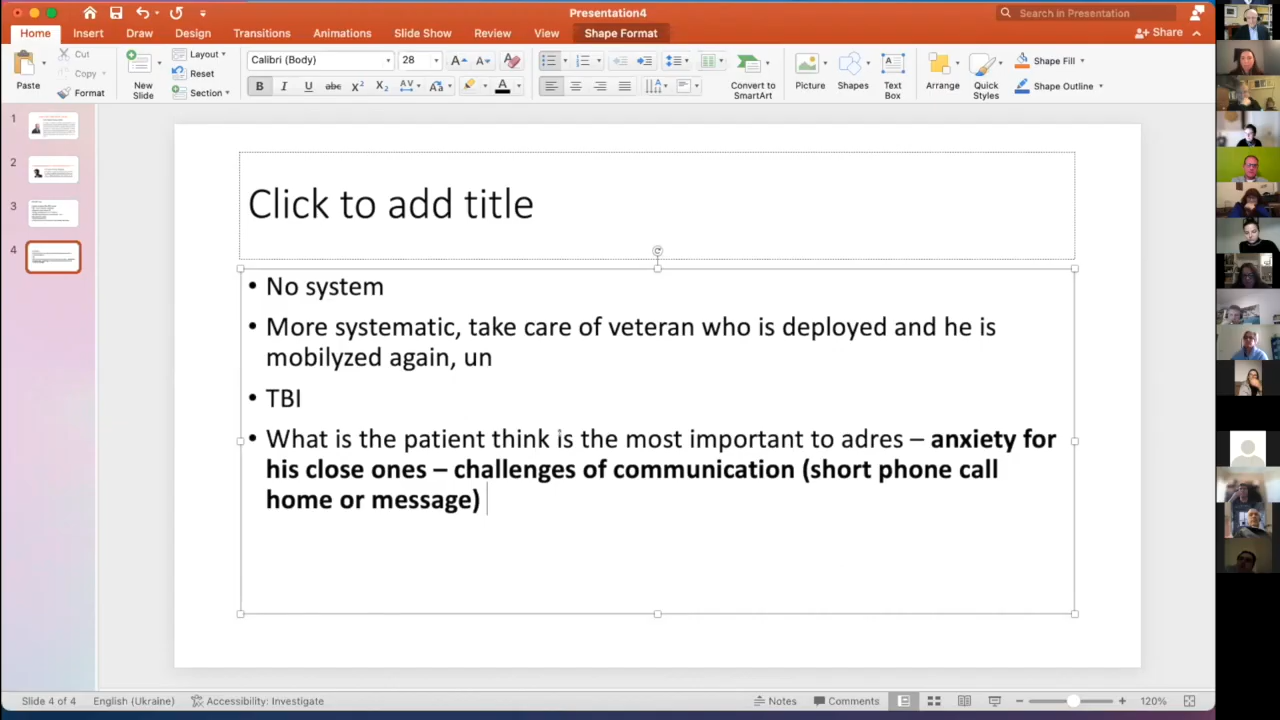 Presentation4
Search in Presentation
Home
Insert
Draw
Design
Transitions
Animations
Slide Show
Review
View
Shape Format
Share
Paste
Cut
Copy
Format
New
Slide
Layout
Reset
Section
Calibri (Body)
28
Convert to
SmartArt
Picture
Shapes
Text
Box
Arrange
Quick
Styles
Shape Fill
Shape Outline
1
2
3
4
Click to add title
• No system
• More systematic, take care of veteran who is deployed and he is
mobilyzed again, un
• TBI
• What is the patient think is the most important to adres – anxiety for
his close ones – challenges of communication (short phone call
home or message)
Slide 4 of 4
English (Ukraine)
Accessibility: Investigate
Notes
Comments
120%